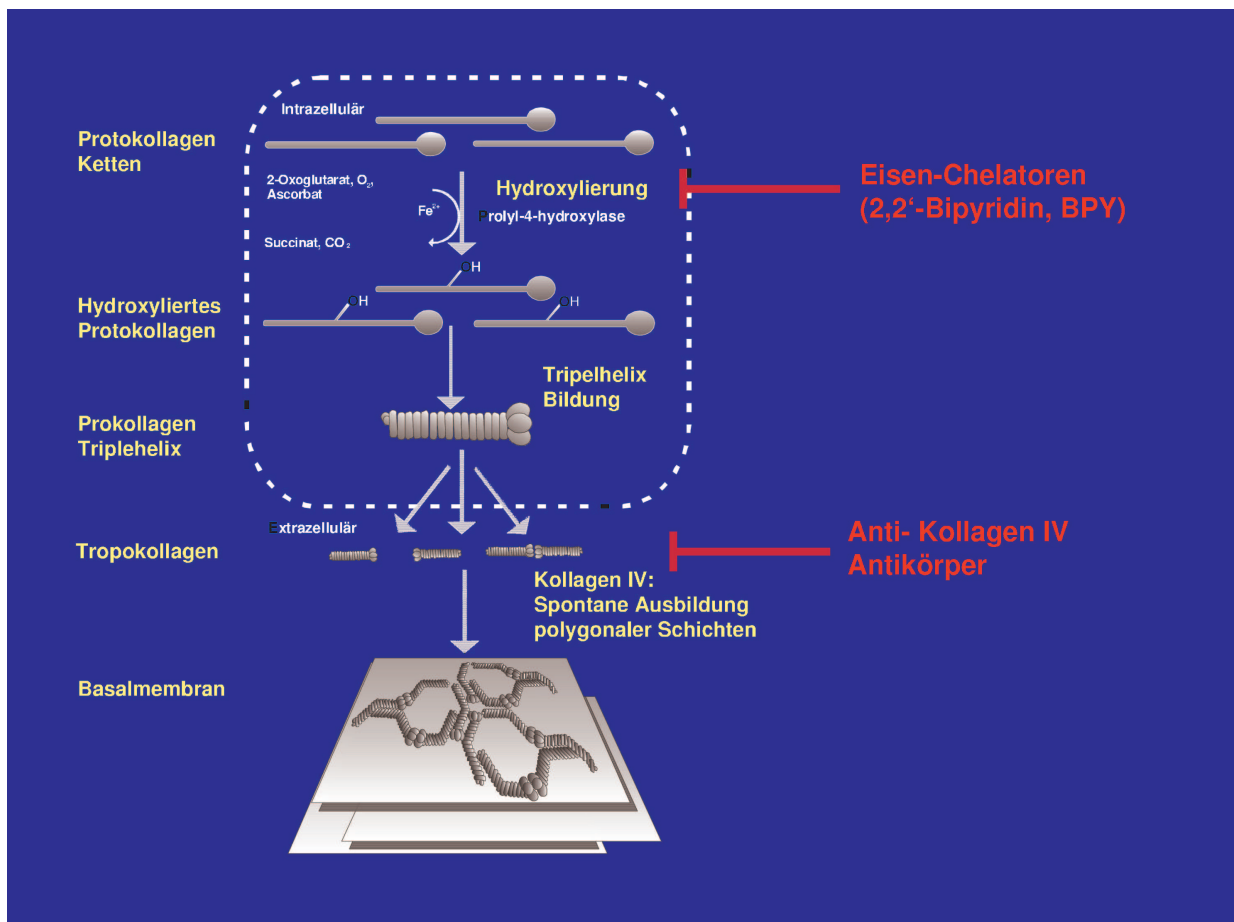 Intrazellulär
Protokollagen
Ketten
2-Oxoglutarat, O2,
Ascorbat
Fe2+
Hydroxylierung
Prolyl-4-hydroxylase
Succinat, CO2
Eisen-Chelatoren
(2,2‘-Bipyridin, BPY)
OH
OH
OH
Hydroxyliertes
Protokollagen
Tripelhelix
Bildung
Prokollagen
Triplehelix
Extrazellulär
Tropokollagen
Anti- Kollagen IV
Antikörper
Kollagen IV:
Spontane Ausbildung
polygonaler Schichten
Basalmembran